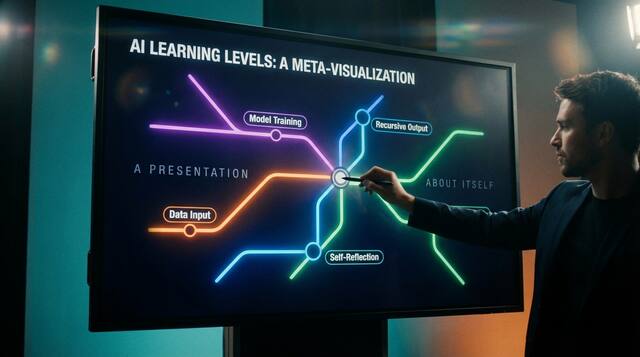 AI LEARNING LEVELS: A META-VISUALIZATION
Model Training
Recursive Output
A PRESENTATION
ABOUT ITSELF
Data Input
Self-Reflection